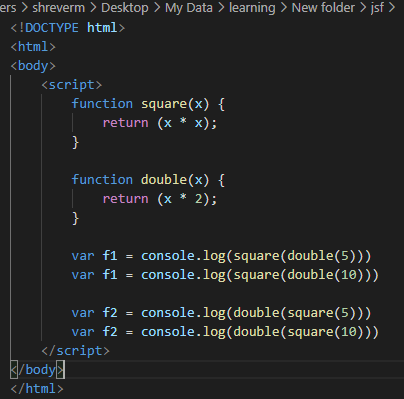 ers > shreverm > Desktop > My Data > learning > New folder > jsf >
<!DOCTYPE html>
<html>
<body>
    <script>
        function square(x) {
            return (x * x);
        }

        function double(x) {
            return (x * 2);
        }

        var f1 = console.log(square(double(5)))
        var f1 = console.log(square(double(10)))

        var f2 = console.log(double(square(5)))
        var f2 = console.log(double(square(10)))
    </script>
</body>
</html>